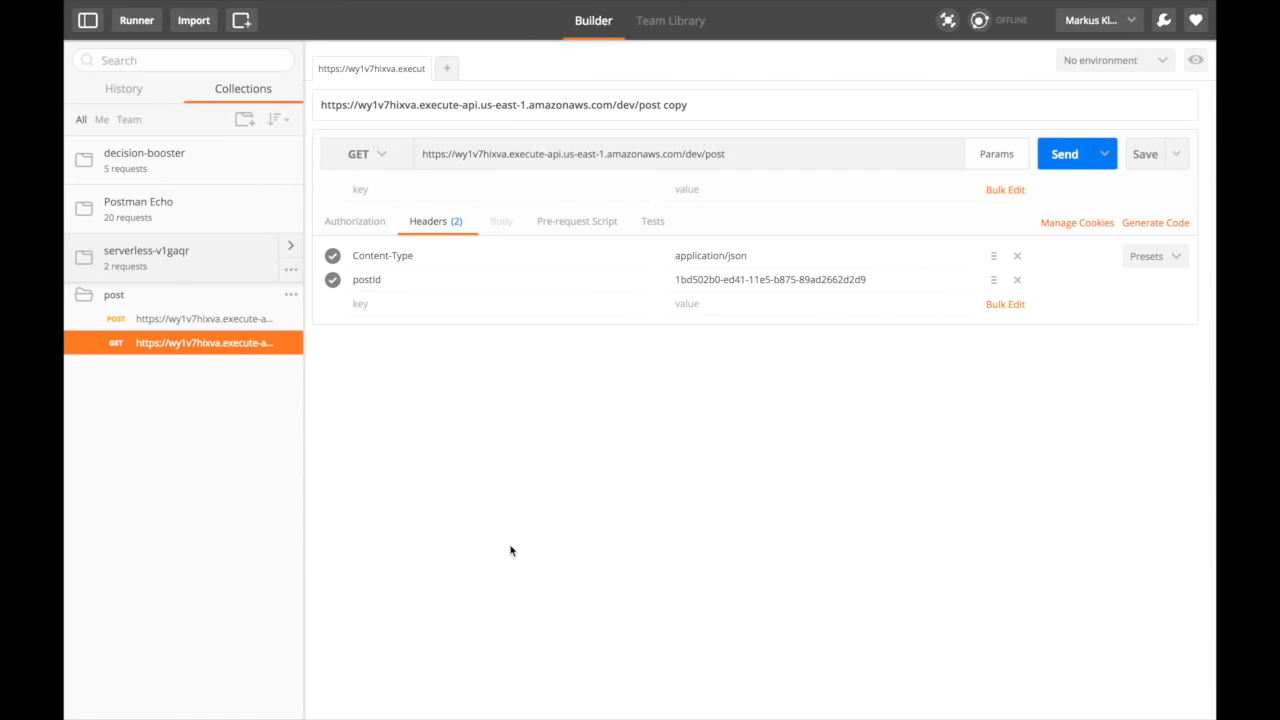 Runner Import Builder Team Library OFFLINE Markus Kl...
Search
https://wy1v7hixva.execut + No environment
History Collections
https://wy1v7hixva.execute-api.us-east-1.amazonaws.com/dev/post copy
All Me Team
decision-booster
5 requests
GET https://wy1v7hixva.execute-api.us-east-1.amazonaws.com/dev/post Params Send Save
key value Bulk Edit
Postman Echo
20 requests
Authorization Headers (2) Body Pre-request Script Tests Manage Cookies Generate Code
serverless-v1gaqr
2 requests
Content-Type application/json Presets
postId 1bd502b0-ed41-11e5-b875-89ad2662d2d9
key value Bulk Edit
post
POST https://wy1v7hixva.execute-a...
GET https://wy1v7hixva.execute-a...